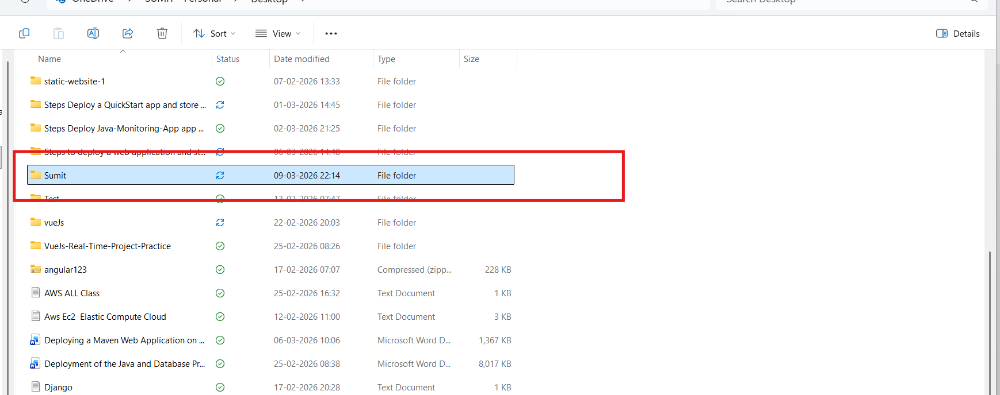 OneDrive > SUMIT - Personal > Desktop > Search Desktop
Sort View ... Details
Name Status Date modified Type Size
static-website-1 07-02-2026 13:33 File folder
Steps Deploy a QuickStart app and store ... 01-03-2026 14:45 File folder
Steps Deploy Java-Monitoring-App app ... 02-03-2026 21:25 File folder
Steps to deploy a web application and st... 06-03-2026 14:48 File folder
Sumit 09-03-2026 22:14 File folder
Test 13-02-2026 07:47 File folder
vueJs 22-02-2026 20:03 File folder
VueJs-Real-Time-Project-Practice 25-02-2026 08:26 File folder
angular123 17-02-2026 07:07 Compressed (zipp... 228 KB
AWS ALL Class 25-02-2026 16:32 Text Document 1 KB
Aws Ec2  Elastic Compute Cloud 12-02-2026 11:00 Text Document 3 KB
Deploying a Maven Web Application on ... 06-03-2026 10:06 Microsoft Word D... 1,367 KB
Deployment of the Java and Database Pr... 25-02-2026 08:38 Microsoft Word D... 8,017 KB
Django 17-02-2026 20:28 Text Document 1 KB